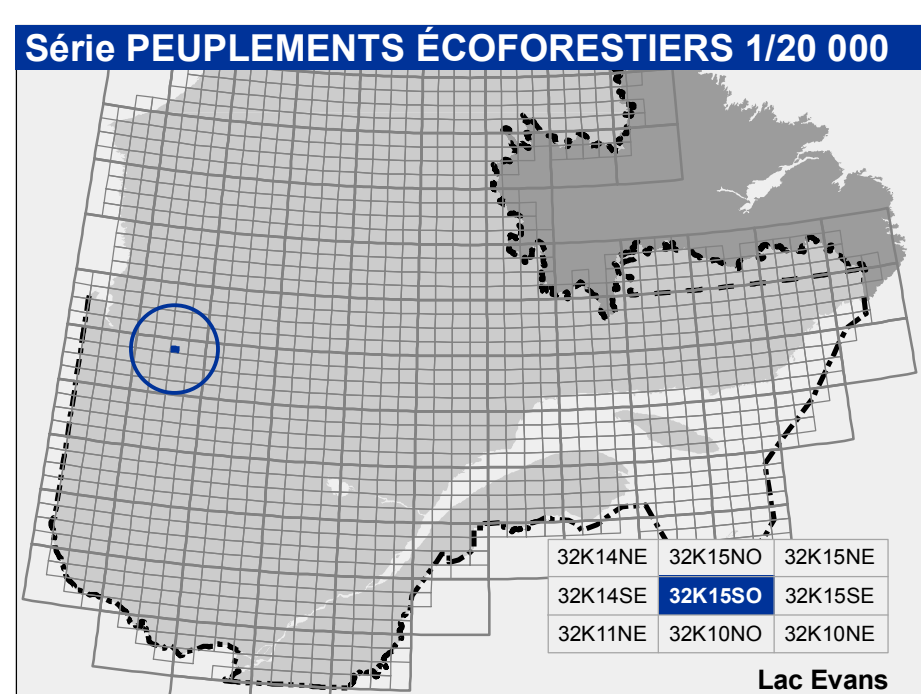 Série PEUPLEMENTS ÉCOFORESTIERS 1/20 000
32K14NE 32K15NO 32K15NE
32K14SE 32K15SO 32K15SE
32K11NE 32K10NO 32K10NE
Lac Evans